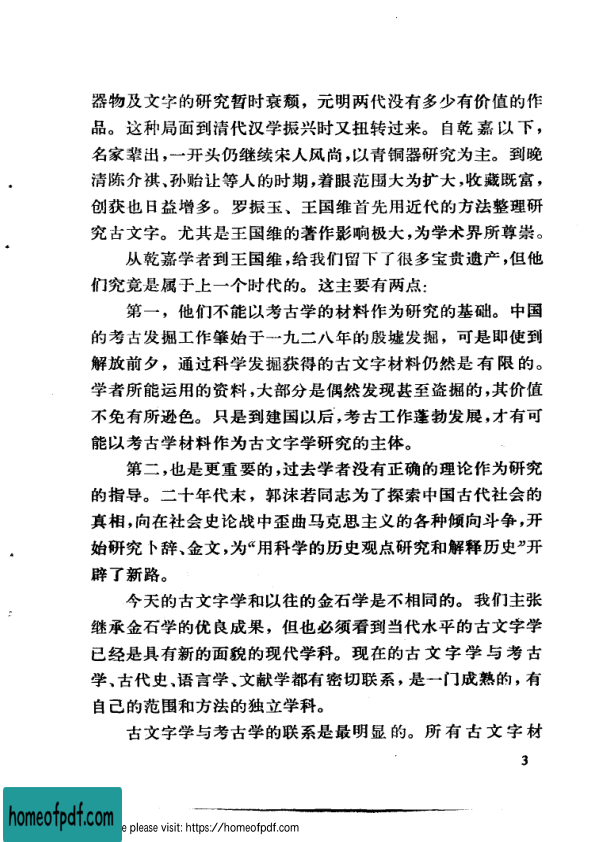 器物及文字的研究暂时衰颓，元明两代没有多少有价值的作
品。这种局面到清代汉学振兴时又扭转过来。自乾嘉以下，
名家辈出，一开头仍继续宋人风尚，以青铜器研究为主。到晚
清陈介祺、孙贻让等人的时期，着眼范围大为扩大，收藏既富，
创获也日益增多。罗振玉、王国维首先用近代的方法整理研
究古文字。尤其是王国维的著作影响极大，为学术界所尊崇。
从乾嘉学者到王国维，给我们留下了很多宝贵遗产，但他
们究竟是属于上一个时代的。这主要有两点：
第一，他们不能以考古学的材料作为研究的基础。中国
的考古发掘工作肇始于一九二八年的殷墟发掘，可是即使到
解放前夕，通过科学发掘获得的古文字材料仍然是有限的。
学者所能运用的资料，大部分是偶然发现甚至盗掘的，其价值
不免有所逊色。只是到建国以后，考古工作蓬勃发展，才有可
能以考古学材料作为古文字学研究的主体。
第二，也是更重要的，过去学者没有正确的理论作为研究
的指导。二十年代末，郭沫若同志为了探索中国古代社会的
真相，向在社会史论战中歪曲马克思主义的各种倾向斗争，开
始研究卜辞、金文，为“用科学的历史观点研究和解释历史”开
辟了新路。
今天的古文字学和以往的金石学是不相同的。我们主张
继承金石学的优良成果，但也必须看到当代水平的古文字学
已经是具有新的面貌的现代学科。现在的古文字学与考古
学、古代史、语言学、文献学都有密切联系，是一门成熟的，有
自己的范围和方法的独立学科。
古文字学与考古学的联系是最明显的。所有古文字材
3
homeofpdf.com
e please visit: https://homeofpdf.com